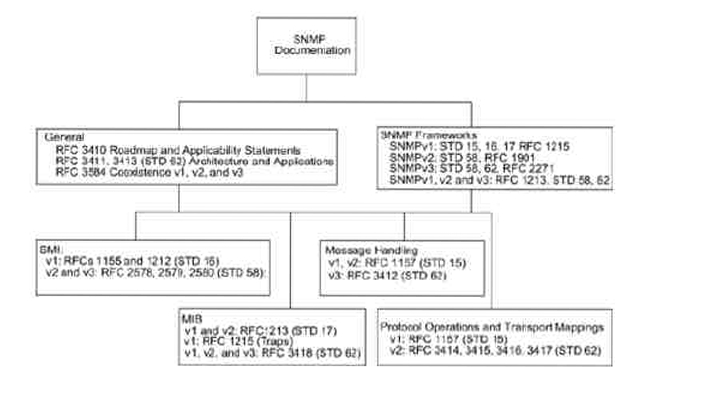 SNMP
Documentation
General
RFC 3410 Roadmap and Applicability Statements
RFC 3411, 3413 (STD 62) Architecture and Applications
RFC 3584 Coexistence v1, v2, and v3
SNMP Frameworks
SNMPv1: STD 15, 16, 17 RFC 1215
SNMPv2: STD 58, RFC 1901
SNMPv3: STD 58, 62, RFC 2271
SNMPv1, v2 and v3: RFC 1213, STD 58, 62
SMI:
v1: RFCs 1155 and 1212 (STD 16)
v2 and v3: RFC 2578, 2579, 2580 (STD 58):
Message Handling
v1, v2: RFC 1157 (STD 15)
v3: RFC 3412 (STD 62)
MIB
v1 and v2: RFC1213 (STD 17)
v1: RFC 1215 (Traps)
v1, v2, and v3: RFC 3418 (STD 62)
Protocol Operations and Transport Mappings
v1: RFC 1157 (STD 15)
v2: RFC 3414, 3415, 3416, 3417 (STD 62)